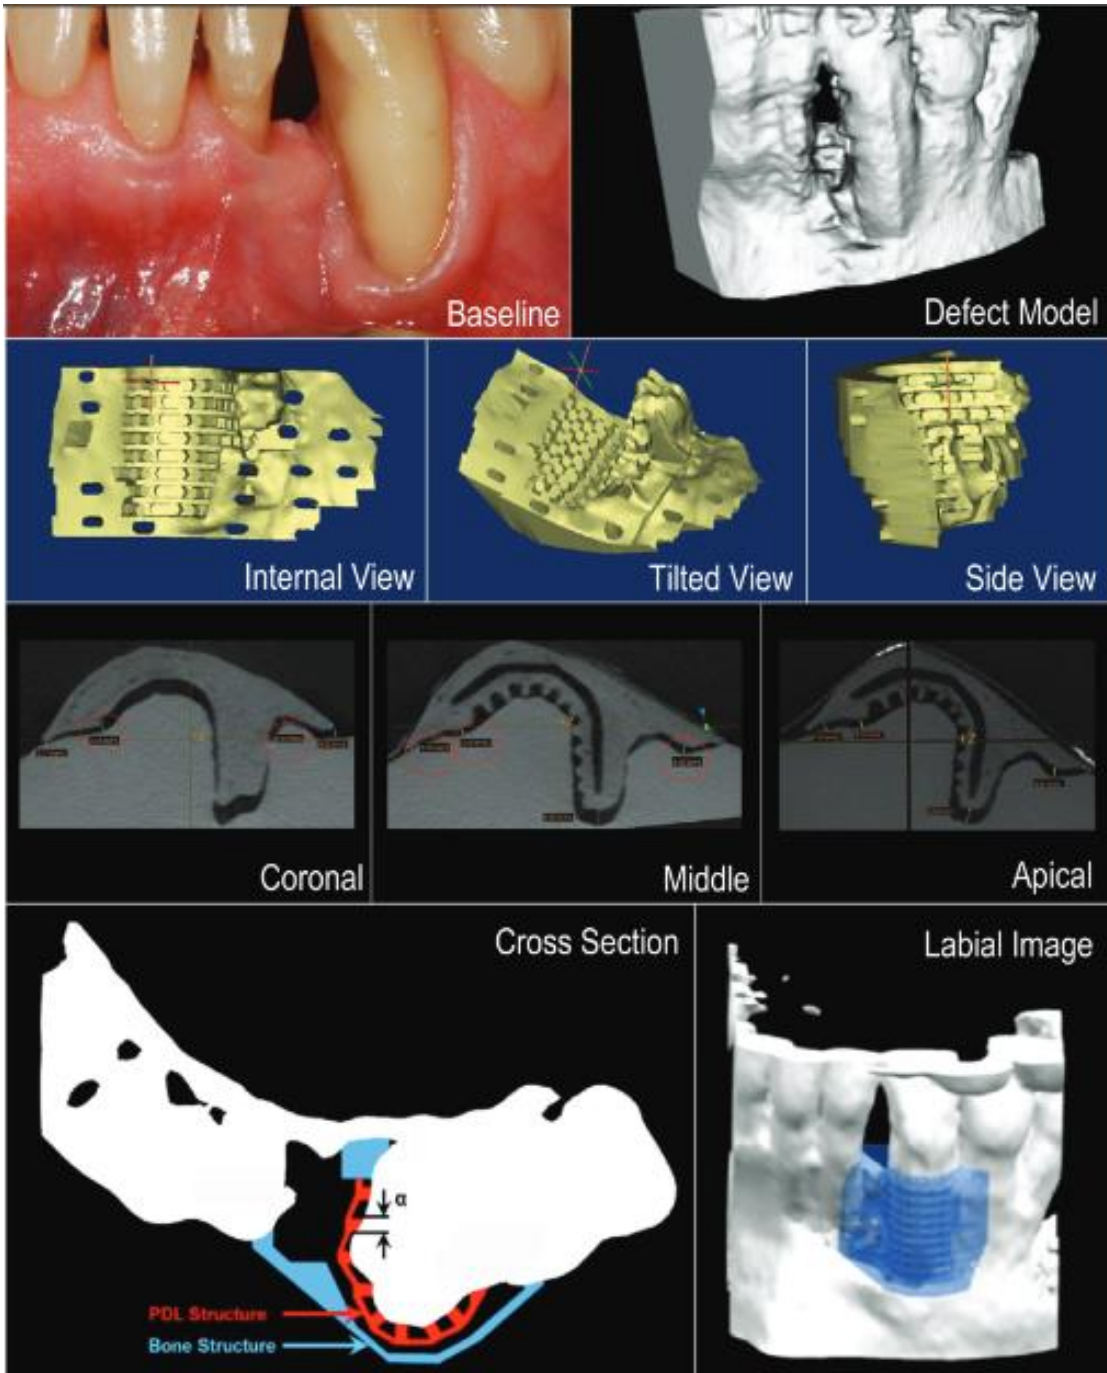 Baseline
Defect Model
Internal View
Tilted View
Side View
Coronal
Middle
Apical
Cross Section
Labial Image
α
PDL Structure
Bone Structure